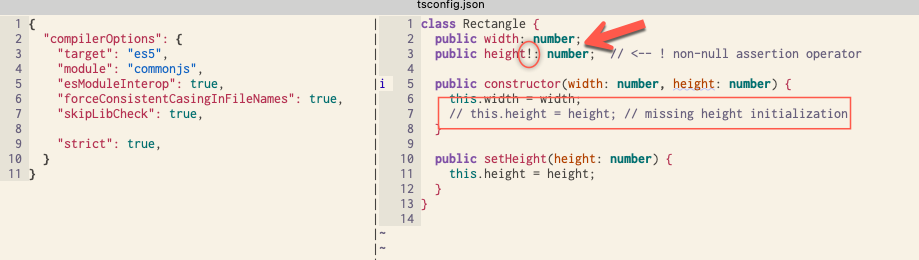 tsconfig.json
1 {
2 "compilerOptions": {
3 "target": "es5",
4 "module": "commonjs",
5 "esModuleInterop": true,
6 "forceConsistentCasingInFileNames": true,
7 "skipLibCheck": true,
8
9 "strict": true,
10 }
11 }
1 class Rectangle {
2 public width: number;
3 public height!: number; // <-- ! non-null assertion operator
4
i 5 public constructor(width: number, height: number) {
6 this.width = width;
7 // this.height = height; // missing height initialization
8 }
9
10 public setHeight(height: number) {
11 this.height = height;
12 }
13 }
14
~
~